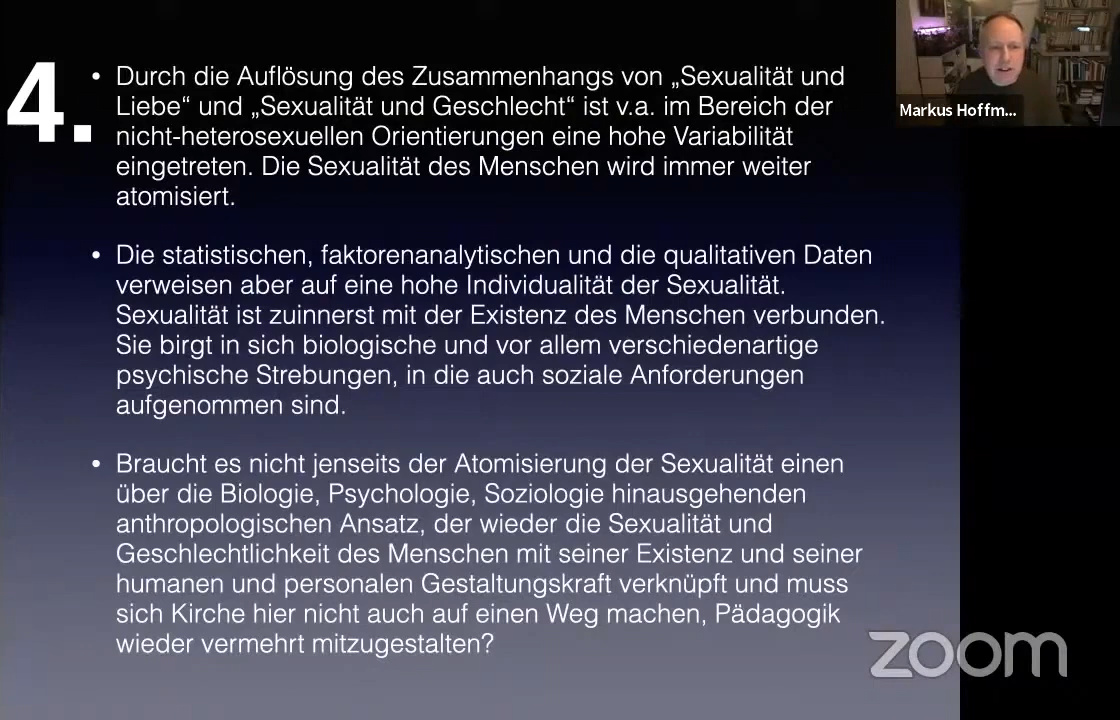 4.
• Durch die Auflösung des Zusammenhangs von „Sexualität und
Liebe“ und „Sexualität und Geschlecht“ ist v.a. im Bereich der
nicht-heterosexuellen Orientierungen eine hohe Variabilität
eingetreten. Die Sexualität des Menschen wird immer weiter
atomisiert.
• Die statistischen, faktorenanalytischen und die qualitativen Daten
verweisen aber auf eine hohe Individualität der Sexualität.
Sexualität ist zuinnerst mit der Existenz des Menschen verbunden.
Sie birgt in sich biologische und vor allem verschiedenartige
psychische Strebungen, in die auch soziale Anforderungen
aufgenommen sind.
• Braucht es nicht jenseits der Atomisierung der Sexualität einen
über die Biologie, Psychologie, Soziologie hinausgehenden
anthropologischen Ansatz, der wieder die Sexualität und
Geschlechtlichkeit des Menschen mit seiner Existenz und seiner
humanen und personalen Gestaltungskraft verknüpft und muss
sich Kirche hier nicht auch auf einen Weg machen, Pädagogik
wieder vermehrt mitzugestalten?
Markus Hoffm...
zoom